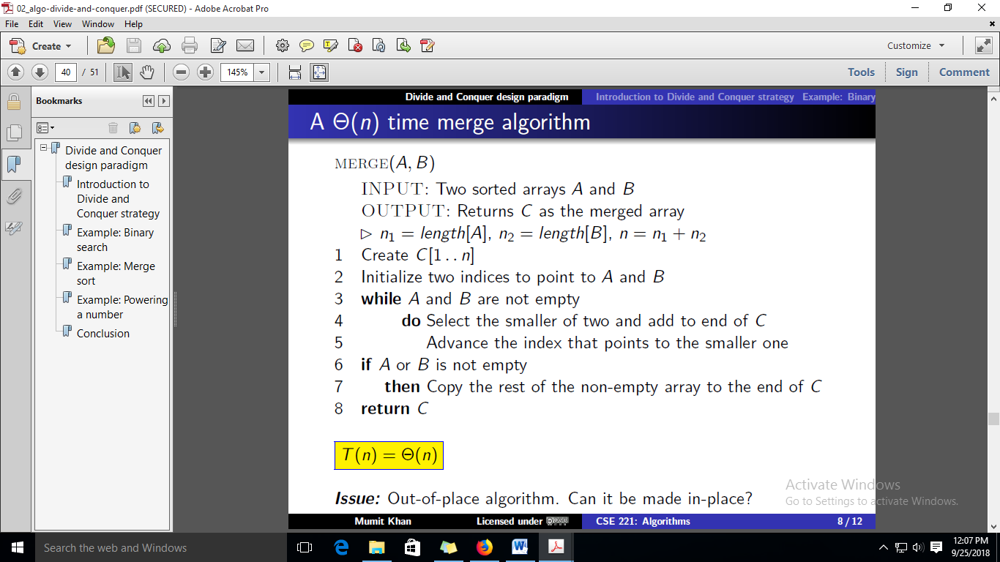 02_algo-divide-and-conquer.pdf (SECURED) - Adobe Acrobat Pro
File Edit View Window Help
Create
Customize
40 / 51
145%
Tools Sign Comment
Bookmarks
Divide and Conquer
design paradigm
Introduction to
Divide and
Conquer strategy
Example: Binary
search
Example: Merge
sort
Example: Powering
a number
Conclusion
Divide and Conquer design paradigm Introduction to Divide and Conquer strategy Example: Binary
A Θ(n) time merge algorithm
MERGE(A, B)
INPUT: Two sorted arrays A and B
OUTPUT: Returns C as the merged array
▷ n₁ = length[A], n₂ = length[B], n = n₁ + n₂
1 Create C[1 . . n]
2 Initialize two indices to point to A and B
3 while A and B are not empty
4 do Select the smaller of two and add to end of C
5 Advance the index that points to the smaller one
6 if A or B is not empty
7 then Copy the rest of the non-empty array to the end of C
8 return C
T(n) = Θ(n)
Issue: Out-of-place algorithm. Can it be made in-place?
Activate Windows
Go to Settings to activate Windows.
Mumit Khan Licensed under CSE 221: Algorithms 8 / 12
Search the web and Windows
12:07 PM
9/25/2018